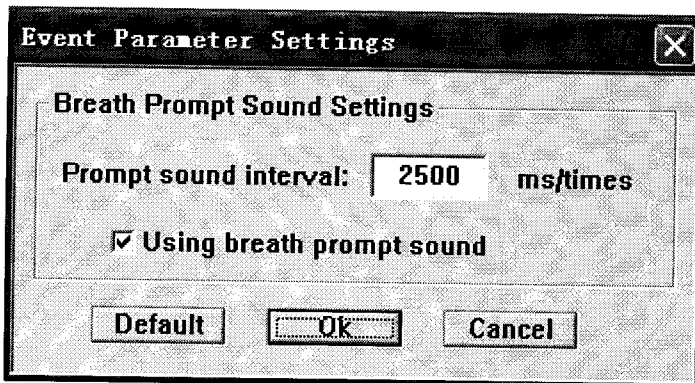 Event Parameter Settings
Breath Prompt Sound Settings
Prompt sound interval: 2500 ms/times
Using breath prompt sound
Default Ok Cancel